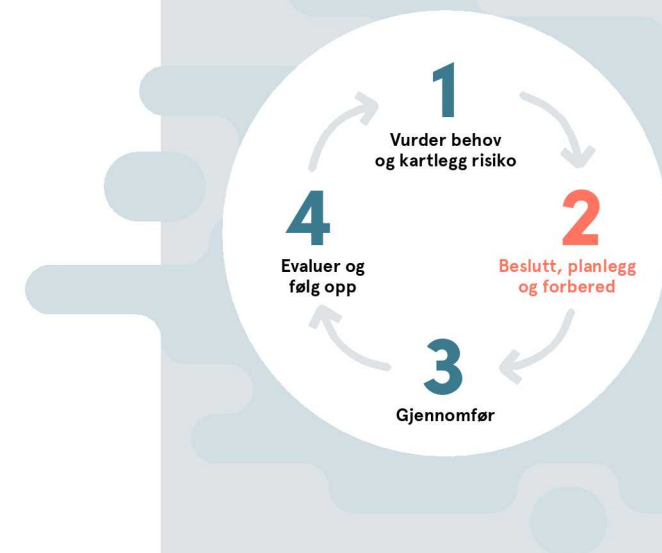 1
Vurder behov
og kartlegg risiko
2
Beslutt, planlegg
og forbered
3
Gjennomfør
4
Evaluer og
følg opp